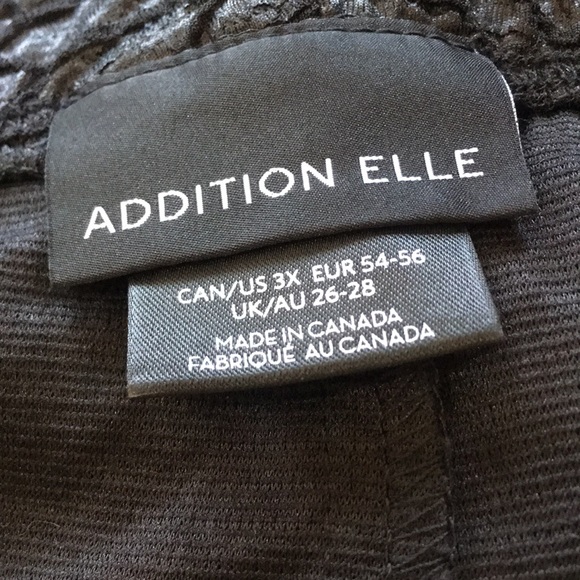 ADDITION ELLE
CAN/US 3X EUR 54-56
UK/AU 26-28
MADE IN CANADA
FABRIQUÉ AU CANADA